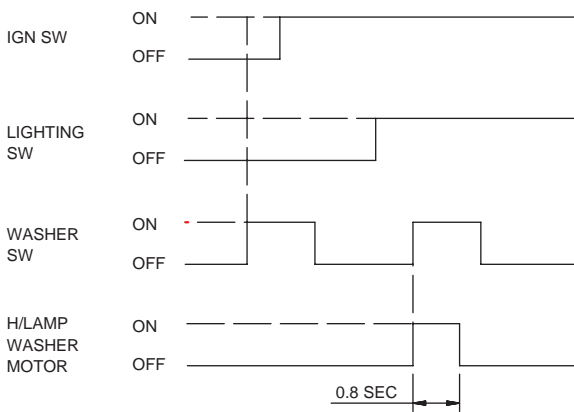 IGN SW
ON
OFF
LIGHTING
SW
ON
OFF
WASHER
SW
ON
OFF
H/LAMP
WASHER
MOTOR
ON
OFF
0.8 SEC